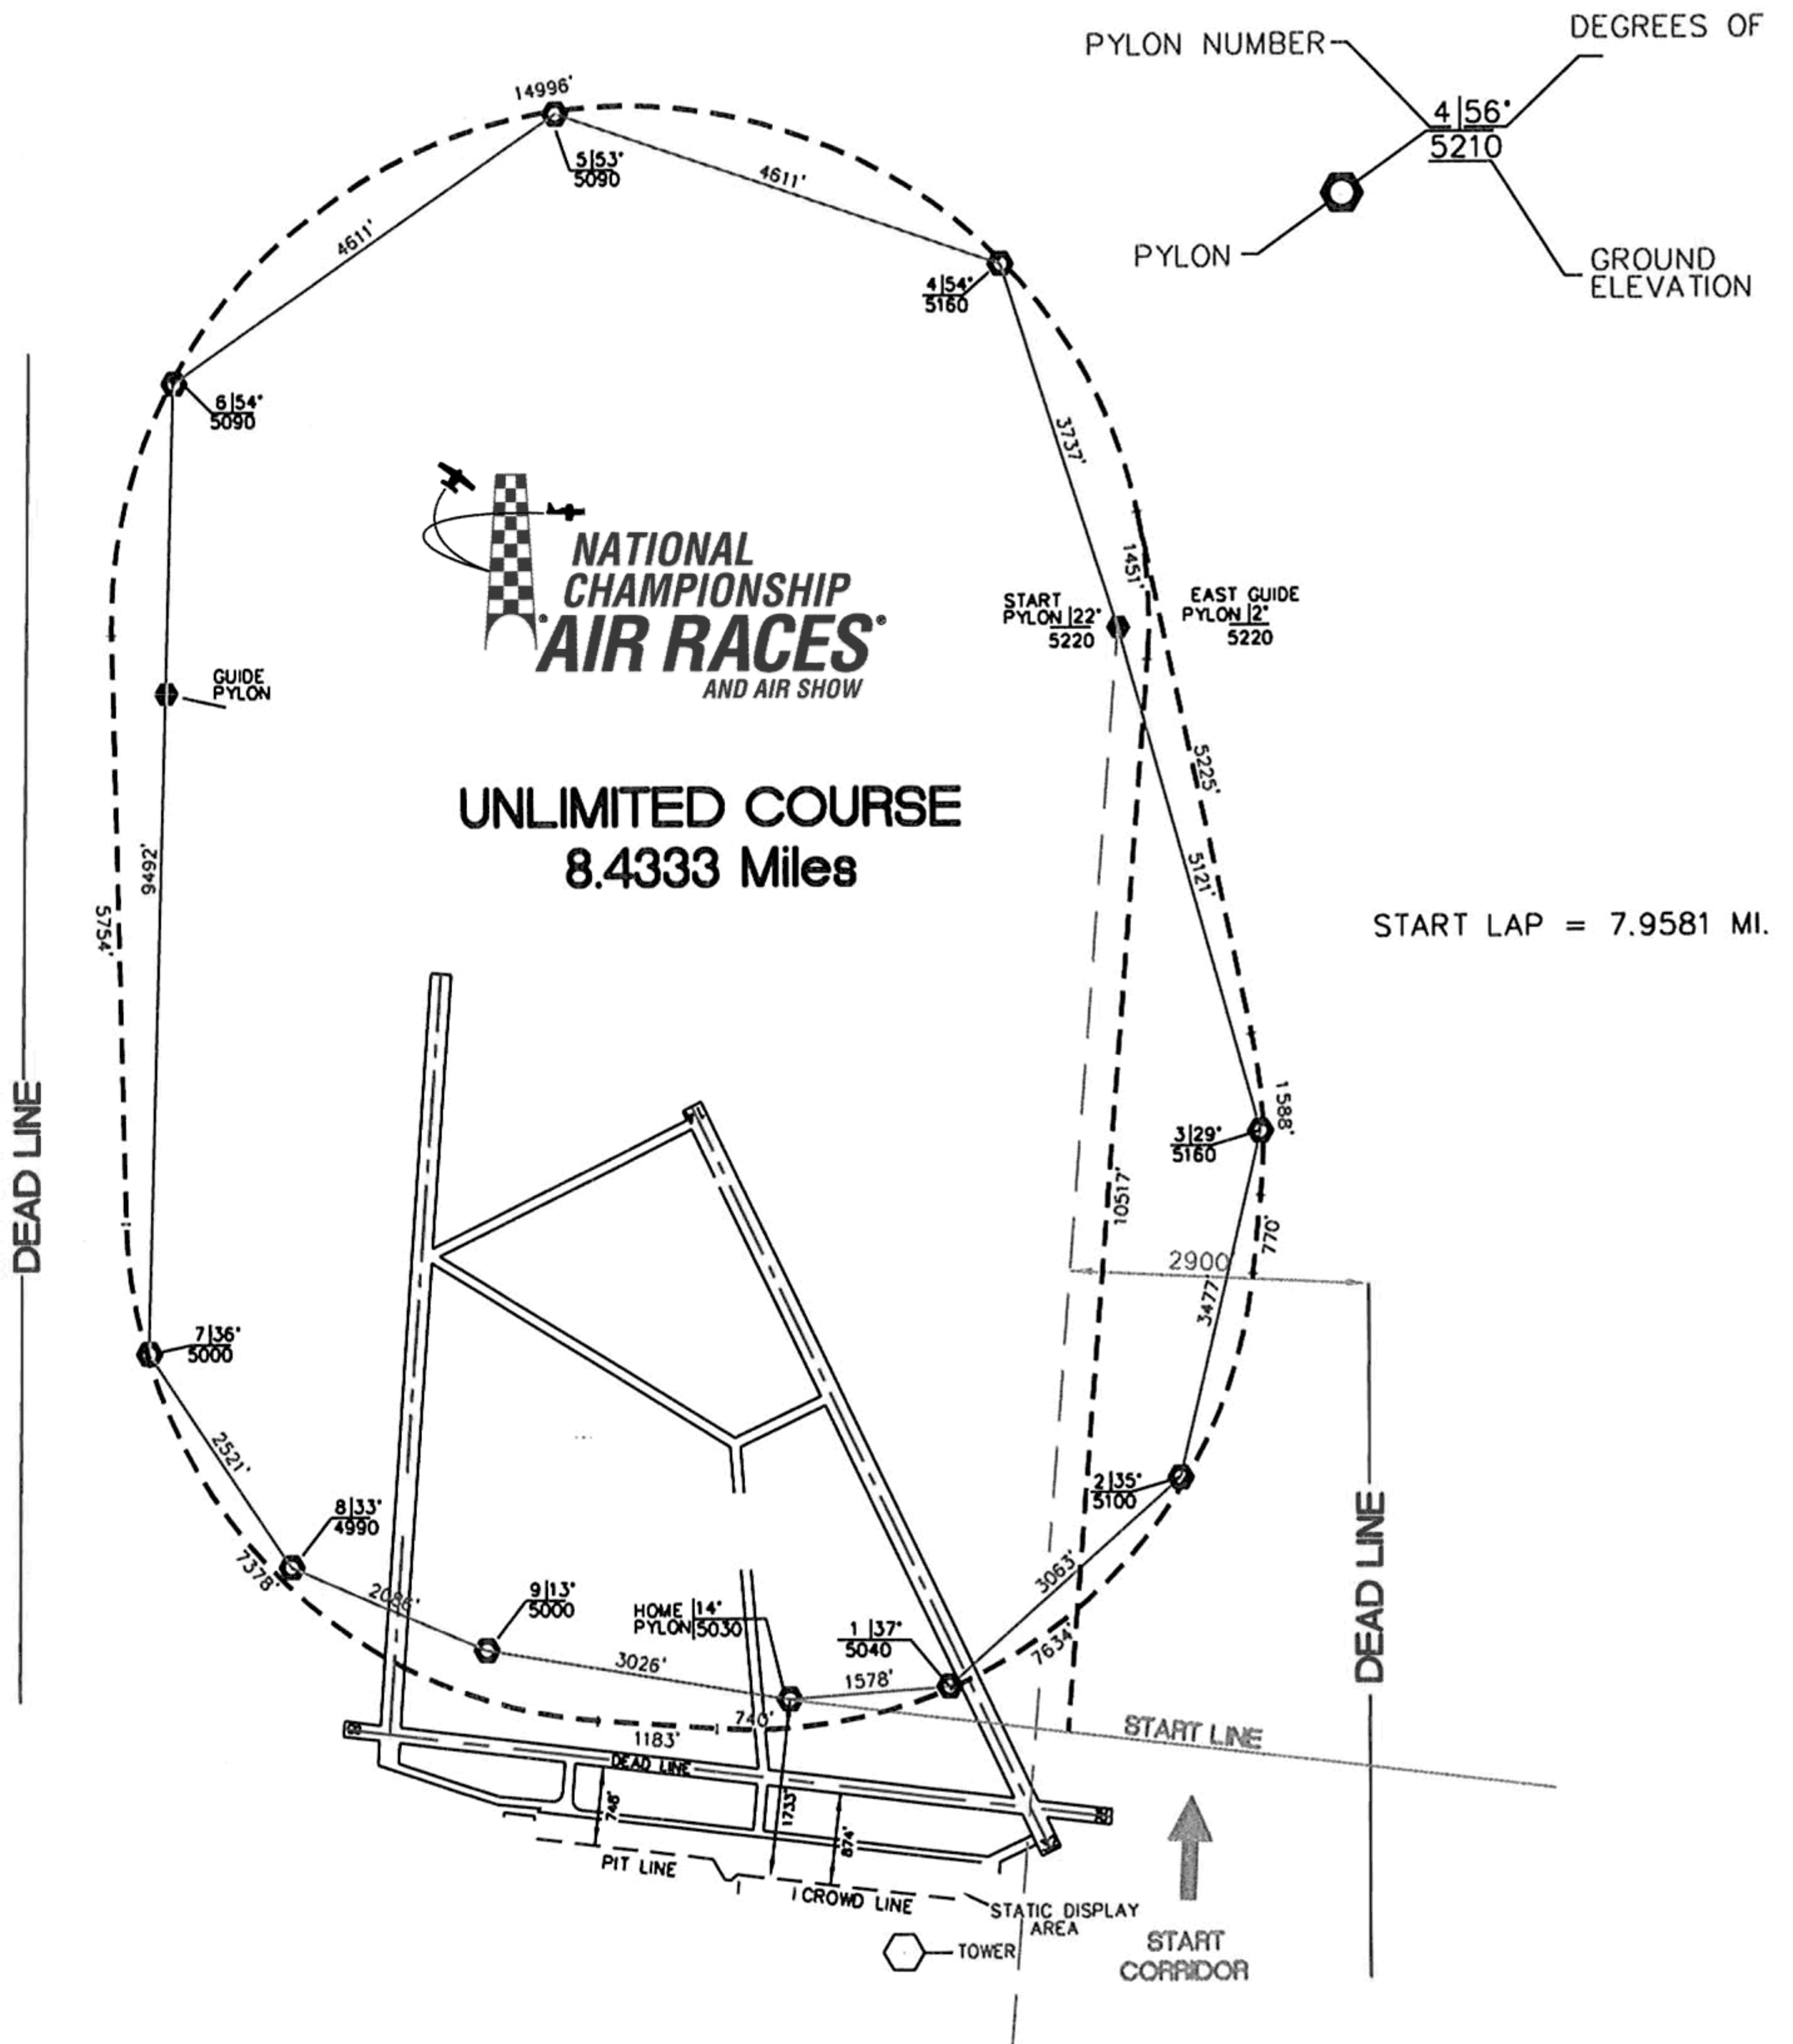 PYLON NUMBER
DEGREES OF
4|56°
5210
PYLON
GROUND
ELEVATION
14996'
5|53°
5090
4611'
4611'
4|54°
5160
6|54°
5090
3737'
NATIONAL
CHAMPIONSHIP
AIR RACES®
AND AIR SHOW
1451'
START
PYLON |22°
5220
EAST GUIDE
PYLON |2°
5220
GUIDE
PYLON
UNLIMITED COURSE
8.4333 Miles
5225'
5121'
9492'
5754'
START LAP = 7.9581 MI.
DEAD LINE
3|29°
5160
1588'
10517'
770'
2900
3477'
7|36°
5000
2521'
2|35°
5100
8|33°
4990
7378'
2086'
9|13°
5000
HOME |14°
PYLON|5030
1 |37°
5040
3063'
7634'
3026'
1578'
740'
1183'
DEAD LINE
START LINE
DEAD LINE
748'
1733'
874'
PIT LINE
CROWD LINE
STATIC DISPLAY
AREA
TOWER
START
CORRIDOR